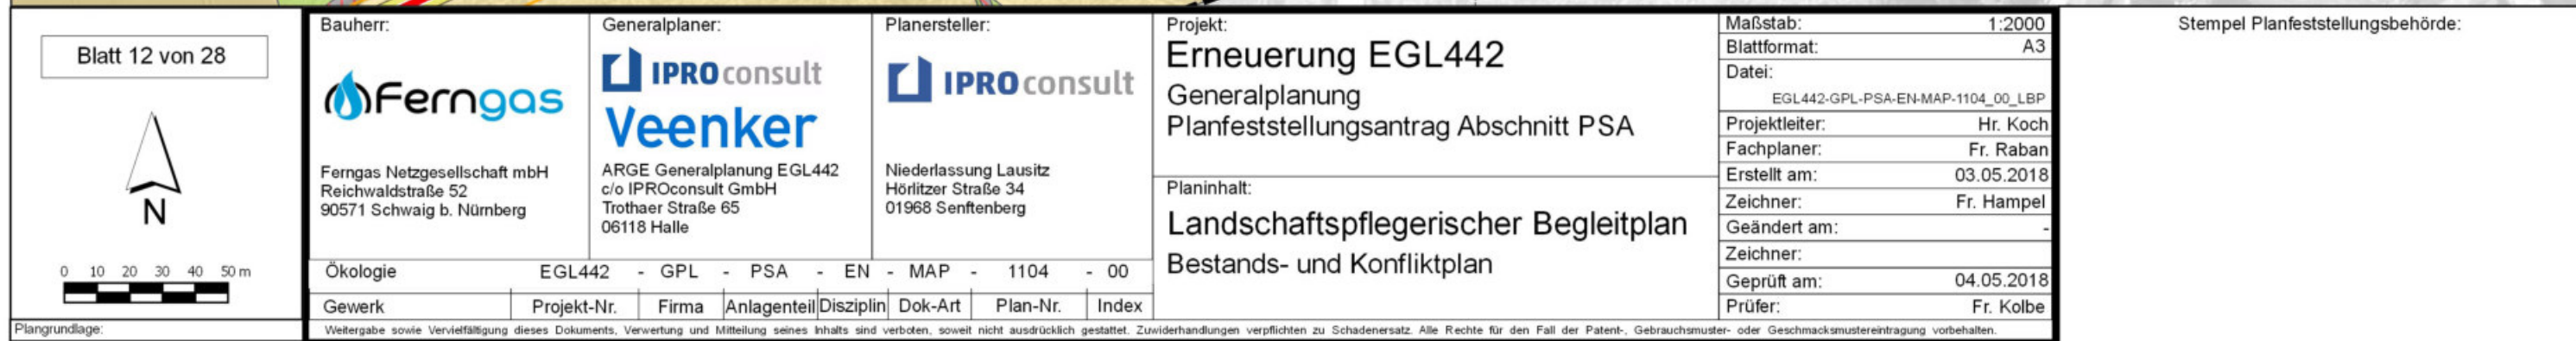 Blatt 12 von 28
N
0 10 20 30 40 50 m
Plangrundlage:
Bauherr:
Ferngas
Ferngas Netzgesellschaft mbH
Reichwaldstraße 52
90571 Schwaig b. Nürnberg
Generalplaner:
IPROconsult
Veenker
ARGE Generalplanung EGL442
c/o IPROconsult GmbH
Trothaer Straße 65
06118 Halle
Planersteller:
IPROconsult
Niederlassung Lausitz
Hörlitzer Straße 34
01968 Senftenberg
Ökologie EGL442 - GPL - PSA - EN - MAP - 1104 - 00
Gewerk Projekt-Nr. Firma Anlagenteil Disziplin Dok-Art Plan-Nr. Index
Projekt:
Erneuerung EGL442
Generalplanung
Planfeststellungsantrag Abschnitt PSA
Planinhalt:
Landschaftspflegerischer Begleitplan
Bestands- und Konfliktplan
Maßstab: 1:2000
Blattformat: A3
Datei:
EGL442-GPL-PSA-EN-MAP-1104_00_LBP
Projektleiter: Hr. Koch
Fachplaner: Fr. Raban
Erstellt am: 03.05.2018
Zeichner: Fr. Hampel
Geändert am: -
Zeichner:
Geprüft am: 04.05.2018
Prüfer: Fr. Kolbe
Weitergabe sowie Vervielfältigung dieses Dokuments, Verwertung und Mitteilung seines Inhalts sind verboten, soweit nicht ausdrücklich gestattet. Zuwiderhandlungen verpflichten zu Schadenersatz. Alle Rechte für den Fall der Patent-, Gebrauchsmuster- oder Geschmacksmustereintragung vorbehalten.
Stempel Planfeststellungsbehörde: